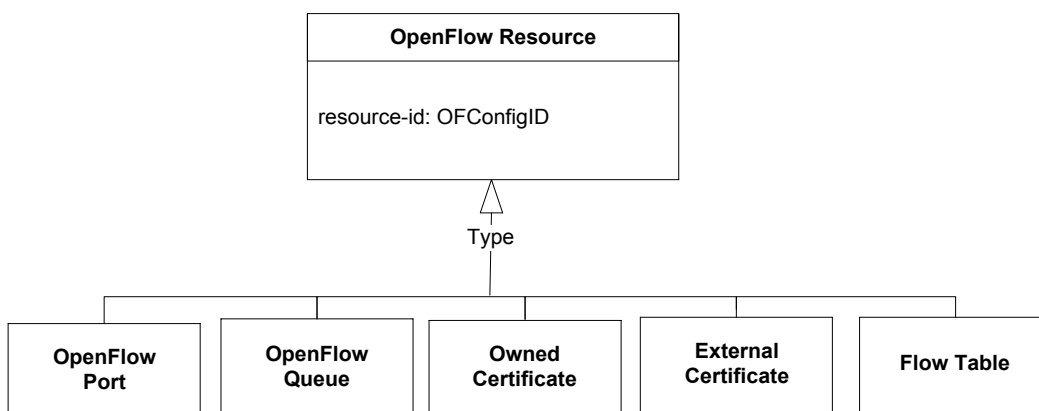 OpenFlow Resource
resource-id: OFConfigID
Type
OpenFlow
Port
OpenFlow
Queue
Owned
Certificate
External
Certificate
Flow Table